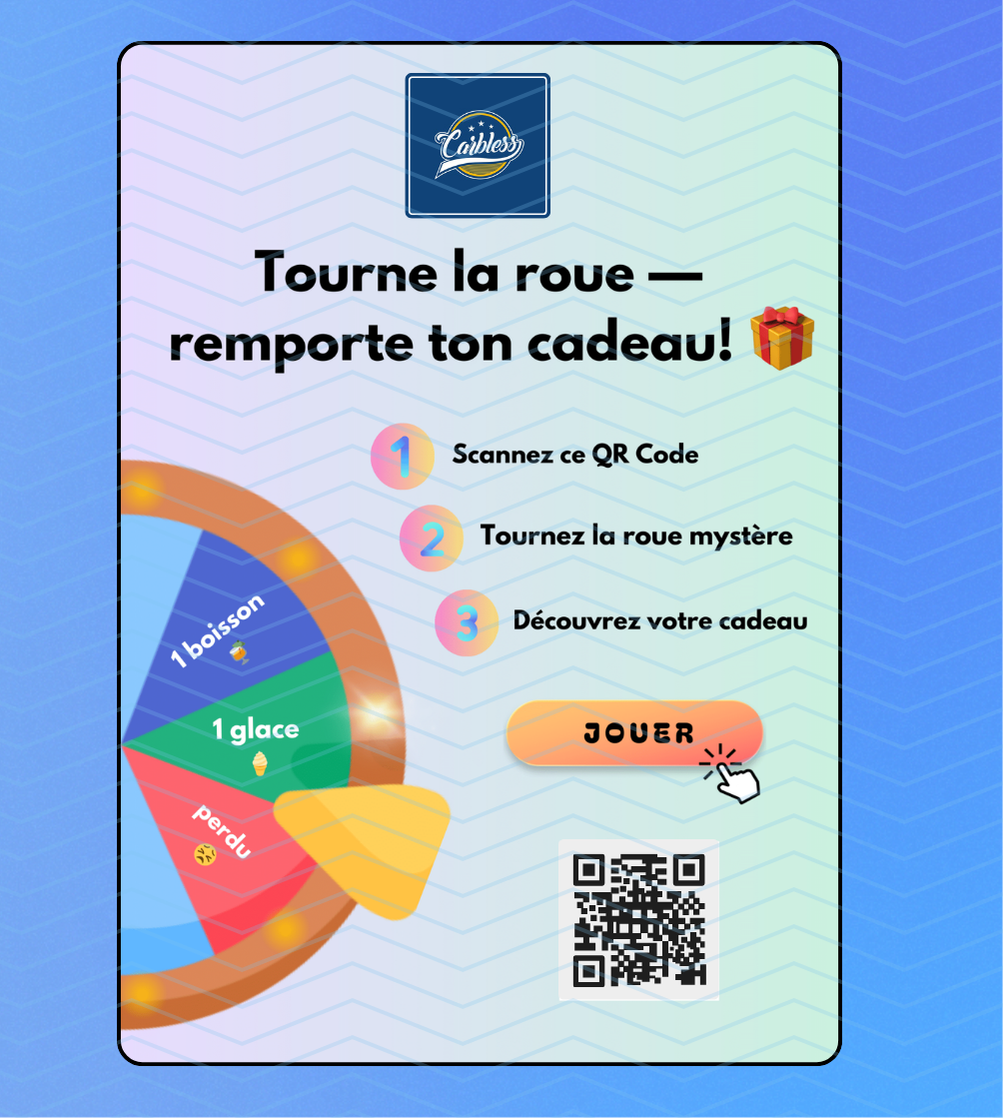 Caribless
Tourne la roue —
remporte ton cadeau!
1 Scannez ce QR Code
2 Tournez la roue mystère
3 Découvrez votre cadeau
1 boisson
1 glace
perdu
JOUER